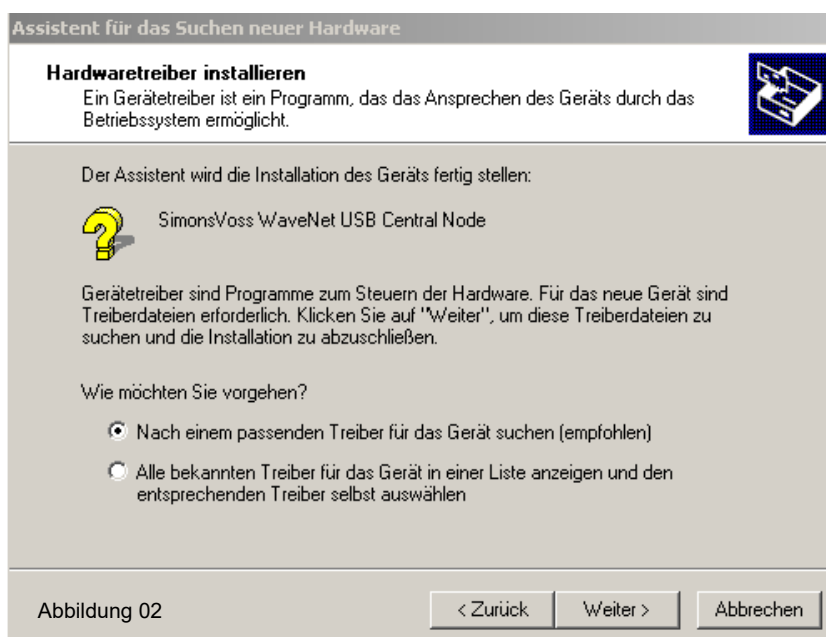 Assistent für das Suchen neuer Hardware
Hardwaretreiber installieren
Ein Gerätetreiber ist ein Programm, das das Ansprechen des Geräts durch das
Betriebssystem ermöglicht.
Der Assistent wird die Installation des Geräts fertig stellen:
SimonsVoss WaveNet USB Central Node
Gerätetreiber sind Programme zum Steuern der Hardware. Für das neue Gerät sind
Treiberdateien erforderlich. Klicken Sie auf "Weiter", um diese Treiberdateien zu
suchen und die Installation zu abzuschließen.
Wie möchten Sie vorgehen?
Nach einem passenden Treiber für das Gerät suchen (empfohlen)
Alle bekannten Treiber für das Gerät in einer Liste anzeigen und den
entsprechenden Treiber selbst auswählen
Abbildung 02
< Zurück
Weiter >
Abbrechen